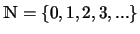 ℕ = {0, 1, 2, 3, ...}